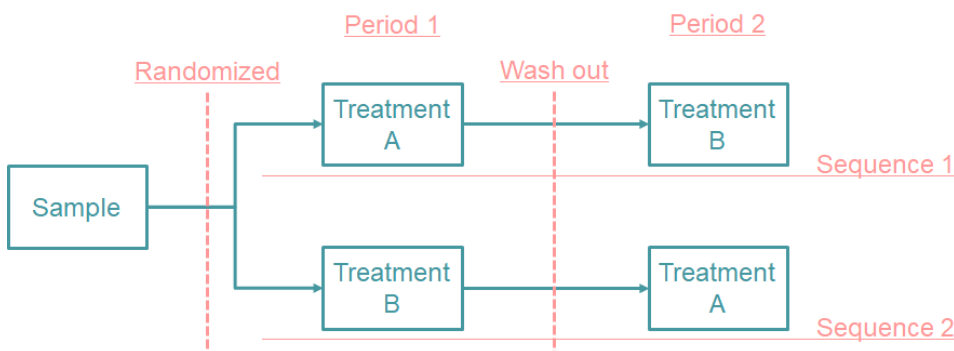 Period 1
Period 2
Randomized
Wash out
Treatment
A
Treatment
B
Sequence 1
Sample
Treatment
B
Treatment
A
Sequence 2